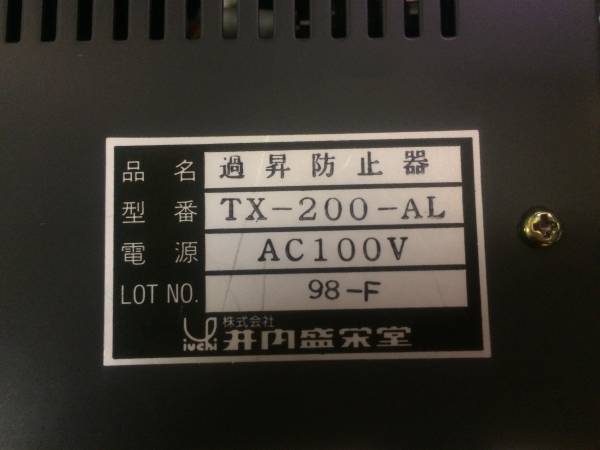 品名 過昇防止器
型番 TX-200-AL
電源 AC100V
LOT NO. 98-F
iuchi 株式会社 井内盛栄堂